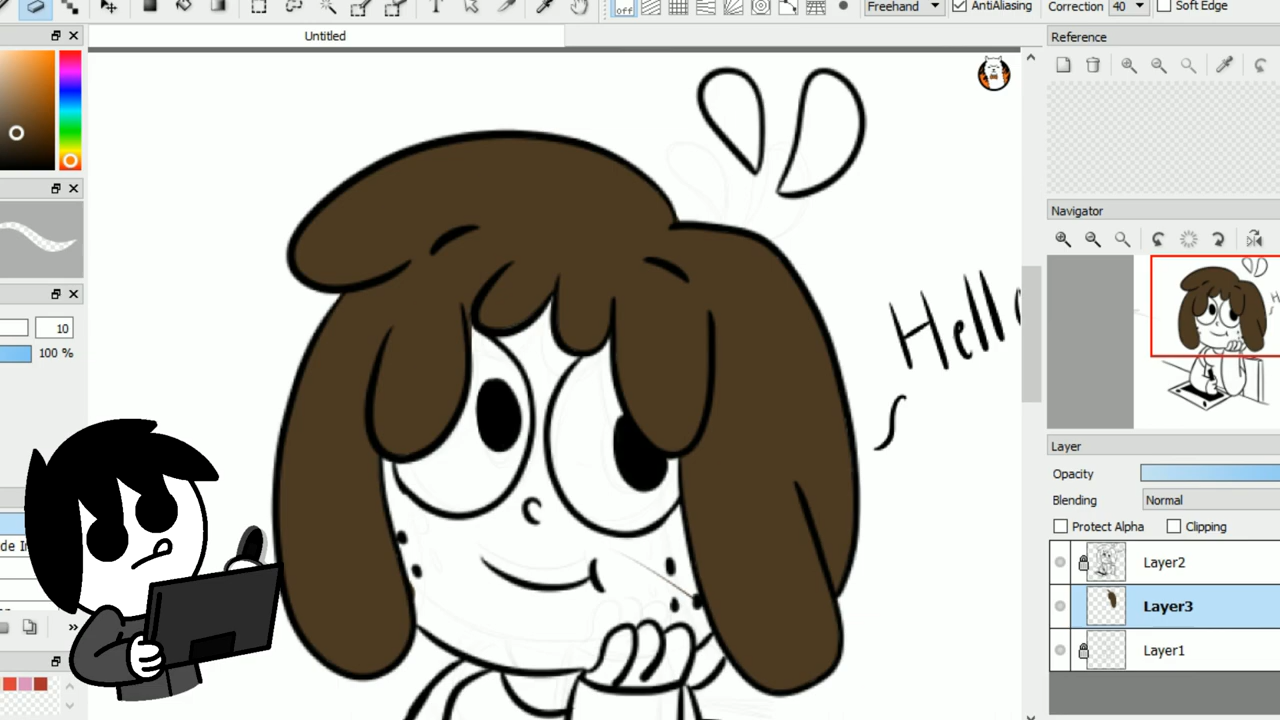 Freehand
AntiAliasing
Correction 40
Soft Edge
Untitled
Reference
Navigator
10
100 %
Layer
Opacity
Blending Normal
Protect Alpha
Clipping
Layer2
Layer3
Layer1
off
T
»